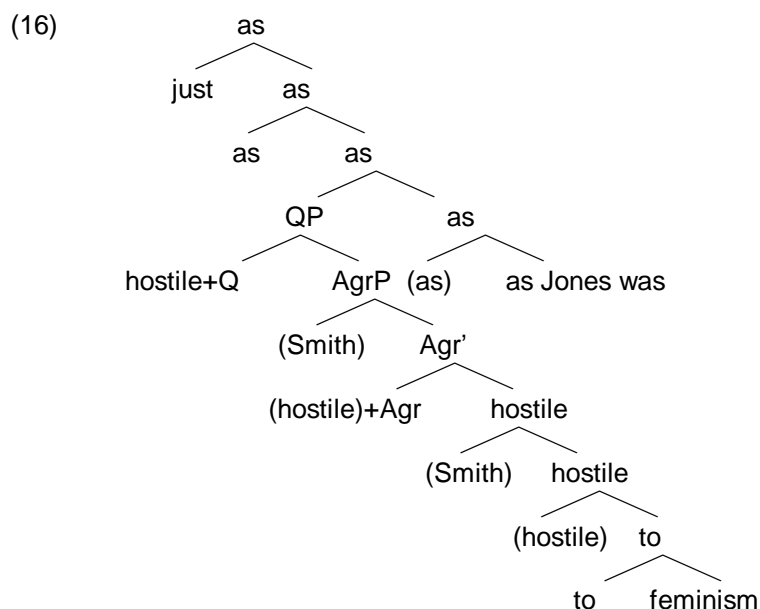 (16) as
just as
as as
QP as
hostile+Q AgrP (as) as Jones was
(Smith) Agr'
(hostile)+Agr hostile
(Smith) hostile
(hostile) to
to feminism